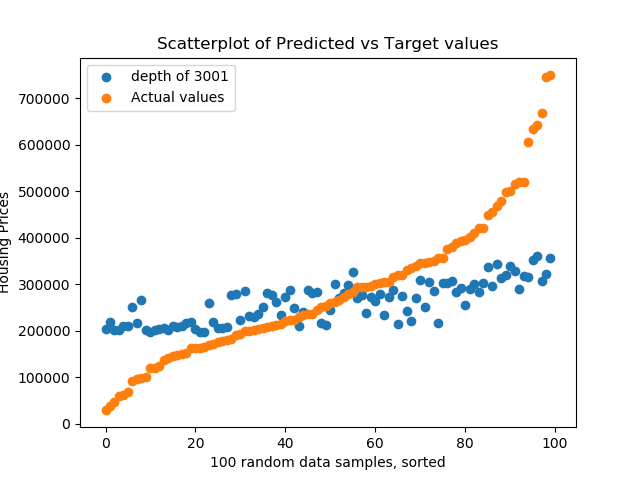 Scatterplot of Predicted vs Target values
depth of 3001
Actual values
700000
600000
500000
400000
300000
200000
100000
0
Housing Prices
0 20 40 60 80 100
100 random data samples, sorted